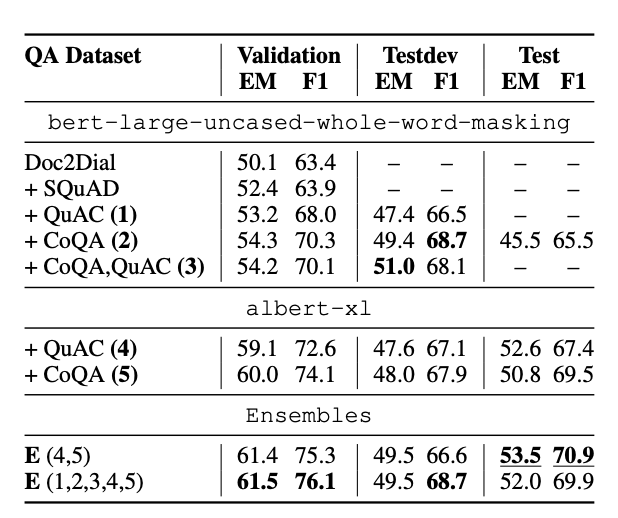 QA Dataset Validation Testdev Test
EM F1 EM F1 EM F1
bert-large-uncased-whole-word-masking
Doc2Dial 50.1 63.4 – – – –
+ SQuAD 52.4 63.9 – – – –
+ QuAC (1) 53.2 68.0 47.4 66.5 – –
+ CoQA (2) 54.3 70.3 49.4 68.7 45.5 65.5
+ CoQA,QuAC (3) 54.2 70.1 51.0 68.1 – –
albert-xl
+ QuAC (4) 59.1 72.6 47.6 67.1 52.6 67.4
+ CoQA (5) 60.0 74.1 48.0 67.9 50.8 69.5
Ensembles
E (4,5) 61.4 75.3 49.5 66.6 53.5 70.9
E (1,2,3,4,5) 61.5 76.1 49.5 68.7 52.0 69.9